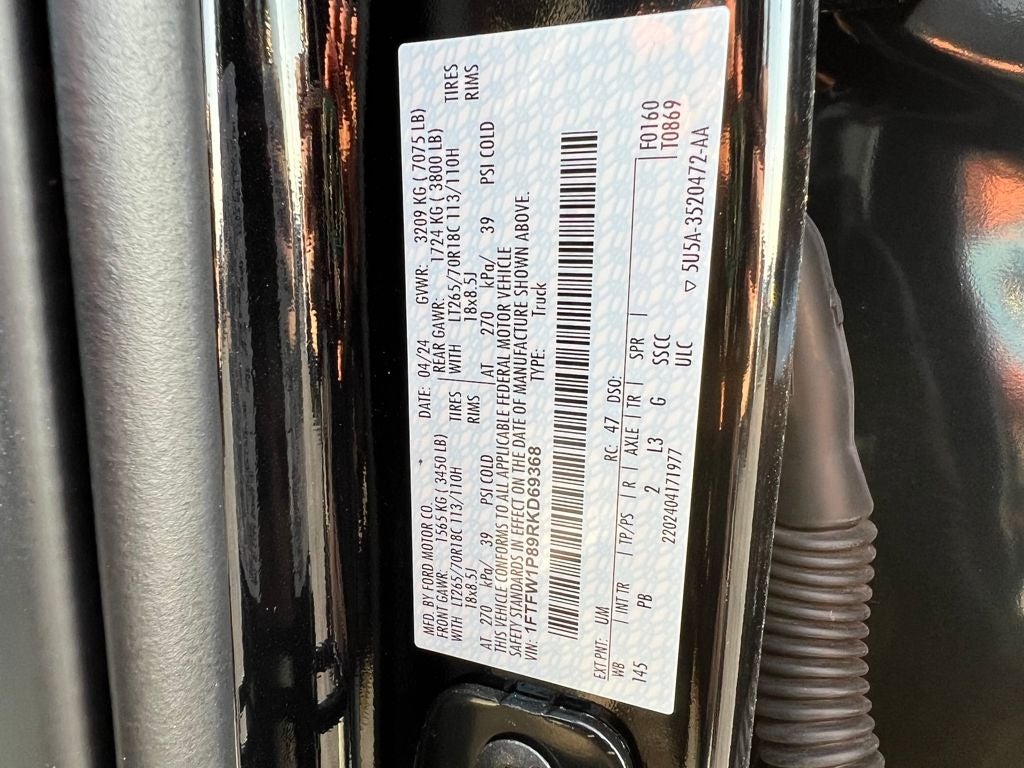 MFD. BY FORD MOTOR CO.
DATE: 04/24 GVWR: 3209 KG ( 7075 LB)
FRONT GAWR: 1565 KG ( 3450 LB) REAR GAWR: 1724 KG ( 3800 LB)
WITH LT265/70R18C 113/110H TIRES WITH LT265/70R18C 113/110H TIRES
18x8.5J RIMS 18x8.5J RIMS
AT 270 kPa/ 39 PSI COLD AT 270 kPa/ 39 PSI COLD
THIS VEHICLE CONFORMS TO ALL APPLICABLE FEDERAL MOTOR VEHICLE
SAFETY STANDARDS IN EFFECT ON THE DATE OF MANUFACTURE SHOWN ABOVE.
VIN: 1FTFW1P89RKD69368 TYPE: Truck
EXT PNT: UM RC: 47 DSO: F0160
WB INT TR TP/PS R AXLE TR SPR T0869
145 PB 2 L3 G SSCC
2202404171977 ULC
▽ 5U5A-3520472-AA